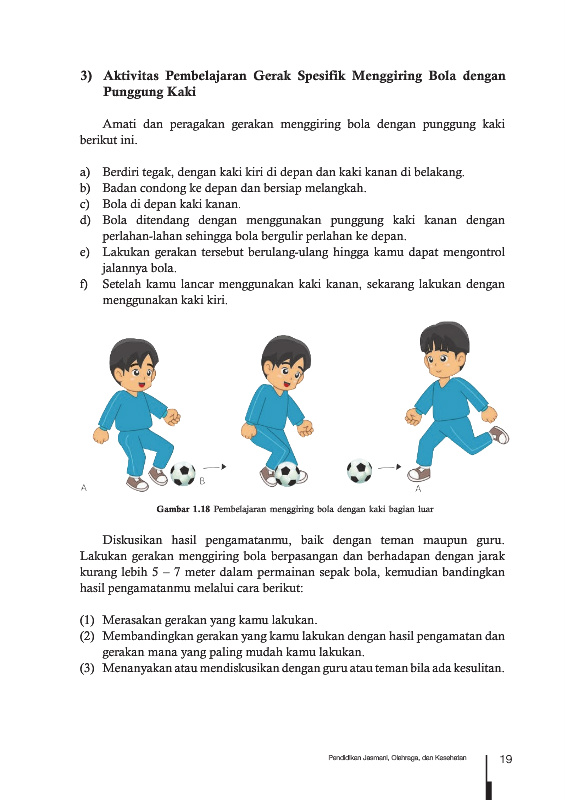 3) Aktivitas Pembelajaran Gerak Spesifik Menggiring Bola dengan
Punggung Kaki
Amati dan peragakan gerakan menggiring bola dengan punggung kaki
berikut ini.
a) Berdiri tegak, dengan kaki kiri di depan dan kaki kanan di belakang.
b) Badan condong ke depan dan bersiap melangkah.
c) Bola di depan kaki kanan.
d) Bola ditendang dengan menggunakan punggung kaki kanan dengan
perlahan-lahan sehingga bola bergulir perlahan ke depan.
e) Lakukan gerakan tersebut berulang-ulang hingga kamu dapat mengontrol
jalannya bola.
f) Setelah kamu lancar menggunakan kaki kanan, sekarang lakukan dengan
menggunakan kaki kiri.
A
B
A
Gambar 1.18 Pembelajaran menggiring bola dengan kaki bagian luar
Diskusikan hasil pengamatanmu, baik dengan teman maupun guru.
Lakukan gerakan menggiring bola berpasangan dan berhadapan dengan jarak
kurang lebih 5 – 7 meter dalam permainan sepak bola, kemudian bandingkan
hasil pengamatanmu melalui cara berikut:
(1) Merasakan gerakan yang kamu lakukan.
(2) Membandingkan gerakan yang kamu lakukan dengan hasil pengamatan dan
gerakan mana yang paling mudah kamu lakukan.
(3) Menanyakan atau mendiskusikan dengan guru atau teman bila ada kesulitan.
Pendidikan Jasmani, Olahraga, dan Kesehatan
19